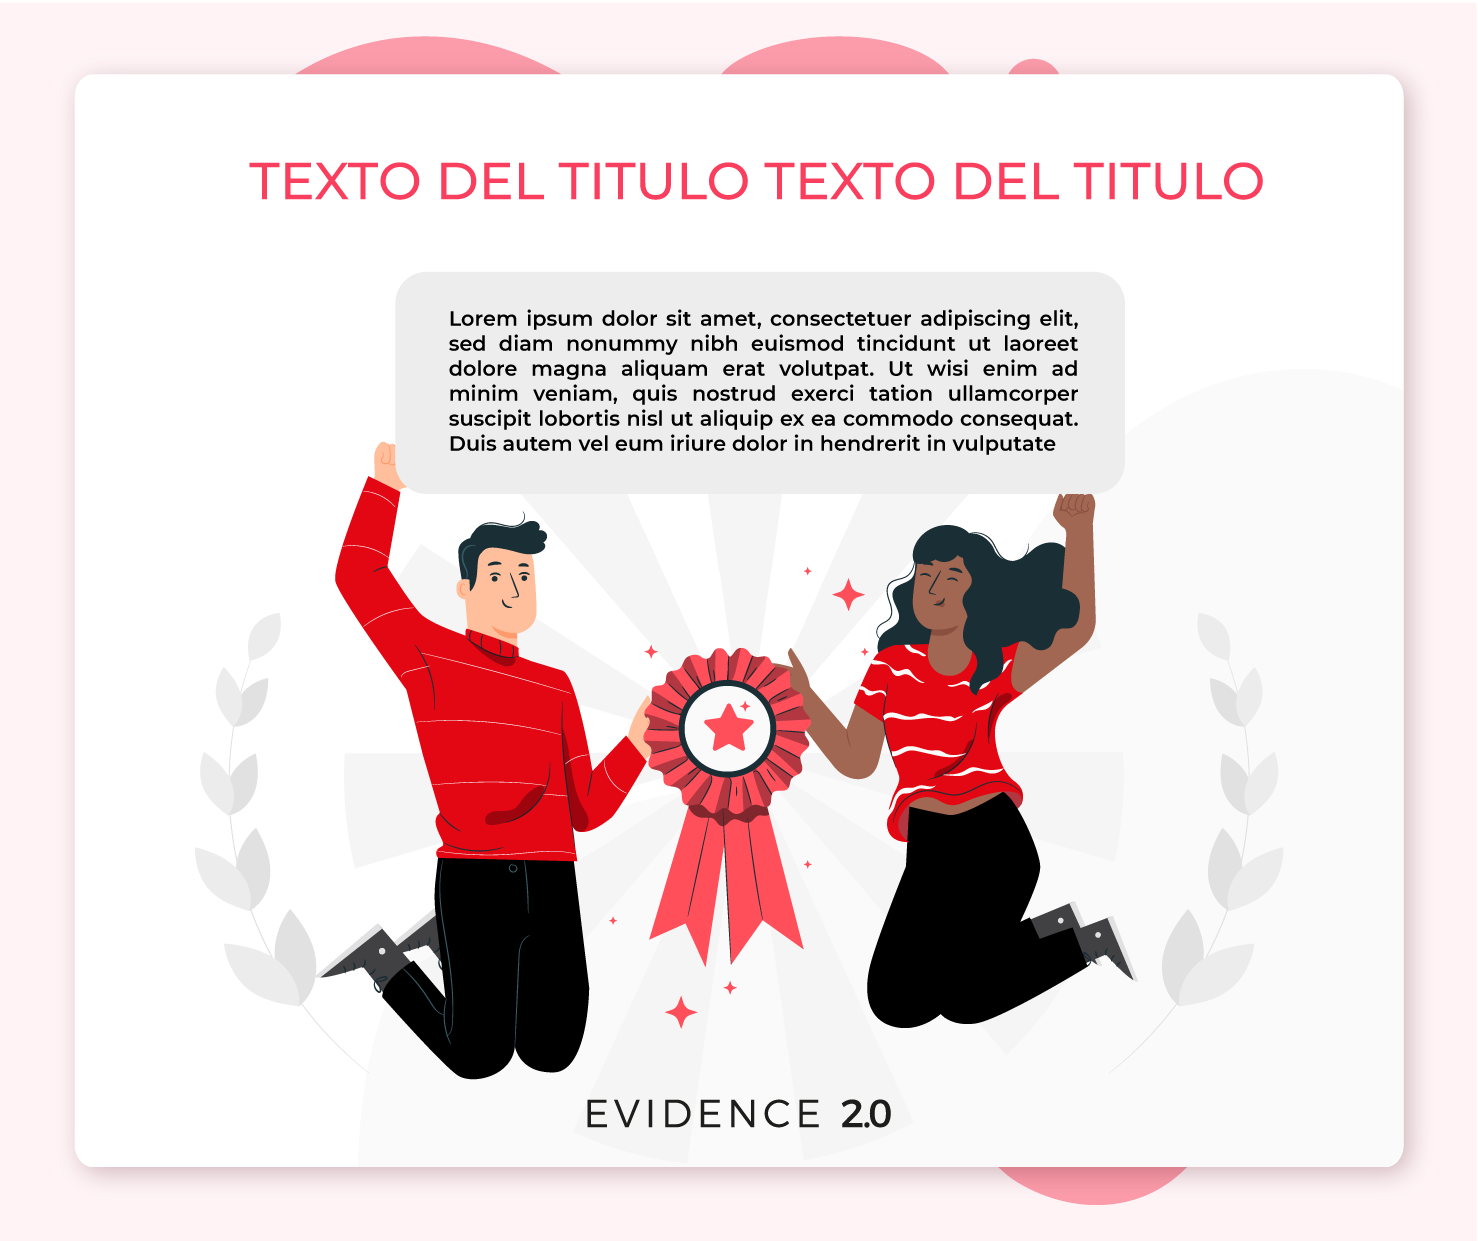 TEXTO DEL TITULO TEXTO DEL TITULO
Lorem ipsum dolor sit amet, consectetuer adipiscing elit,
sed diam nonummy nibh euismod tincidunt ut laoreet
dolore magna aliquam erat volutpat. Ut wisi enim ad
minim veniam, quis nostrud exerci tation ullamcorper
suscipit lobortis nisl ut aliquip ex ea commodo consequat.
Duis autem vel eum iriure dolor in hendrerit in vulputate
EVIDENCE 2.0